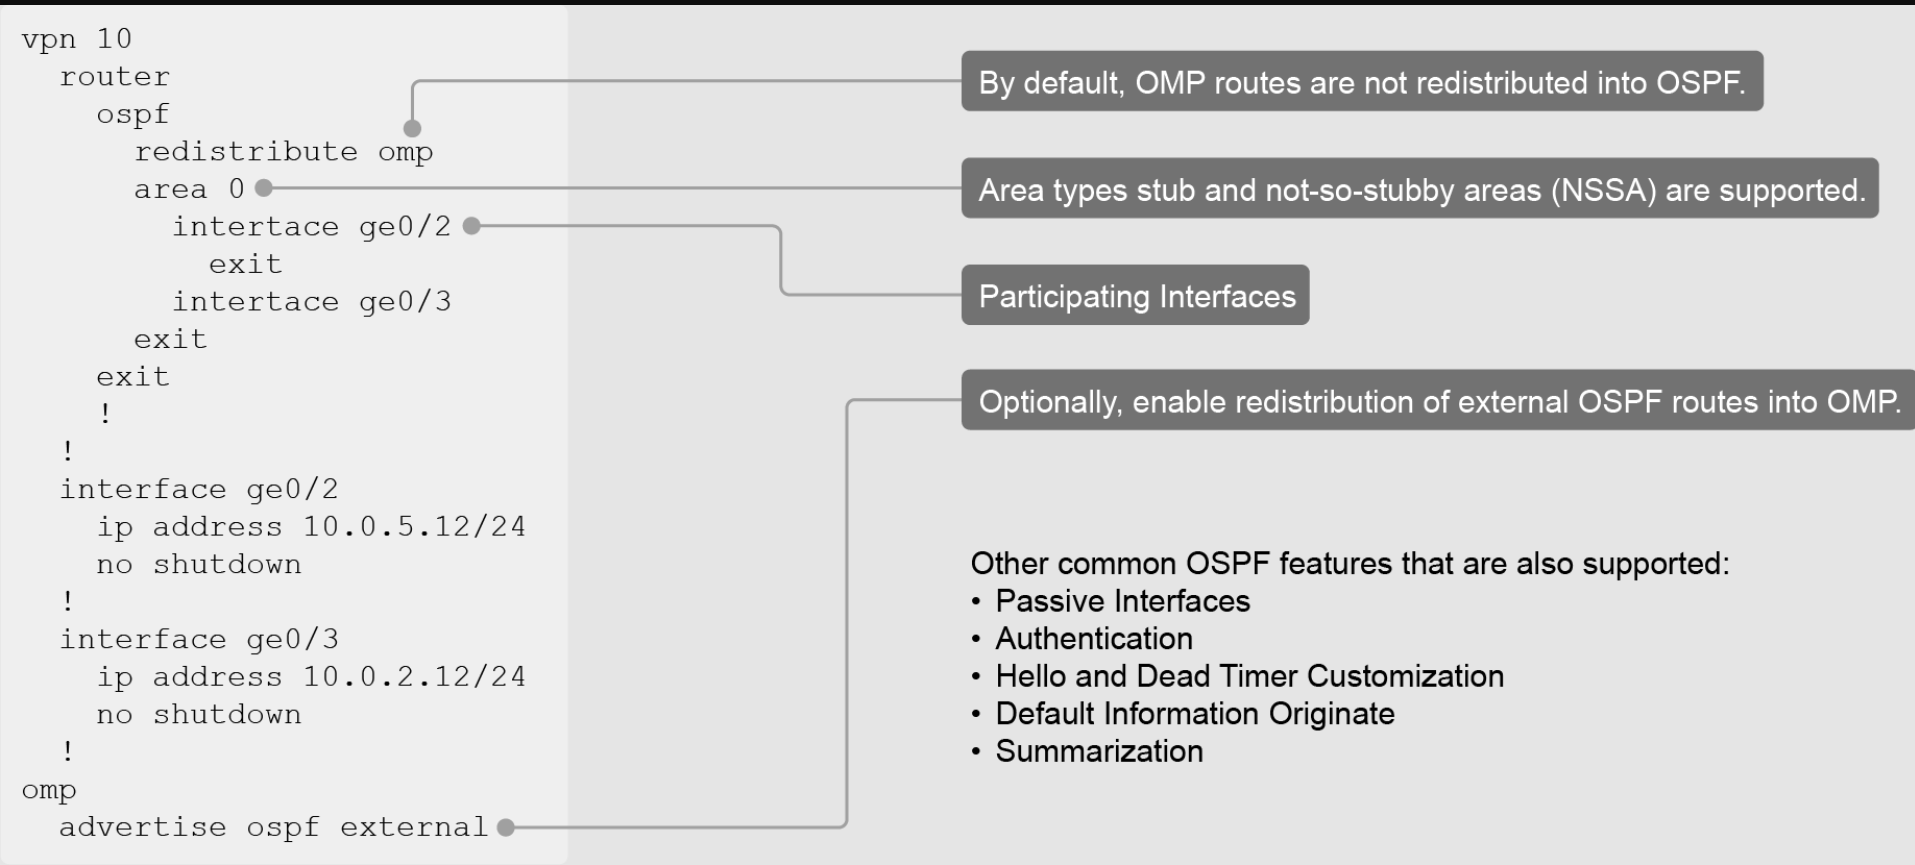 vpn 10
router
ospf
redistribute omp
area 0
intertace ge0/2
exit
intertace ge0/3
exit
exit
!
!
interface ge0/2
ip address 10.0.5.12/24
no shutdown
!
interface ge0/3
ip address 10.0.2.12/24
no shutdown
!
omp
advertise ospf external
By default, OMP routes are not redistributed into OSPF.
Area types stub and not-so-stubby areas (NSSA) are supported.
Participating Interfaces
Optionally, enable redistribution of external OSPF routes into OMP.
Other common OSPF features that are also supported:
• Passive Interfaces
• Authentication
• Hello and Dead Timer Customization
• Default Information Originate
• Summarization